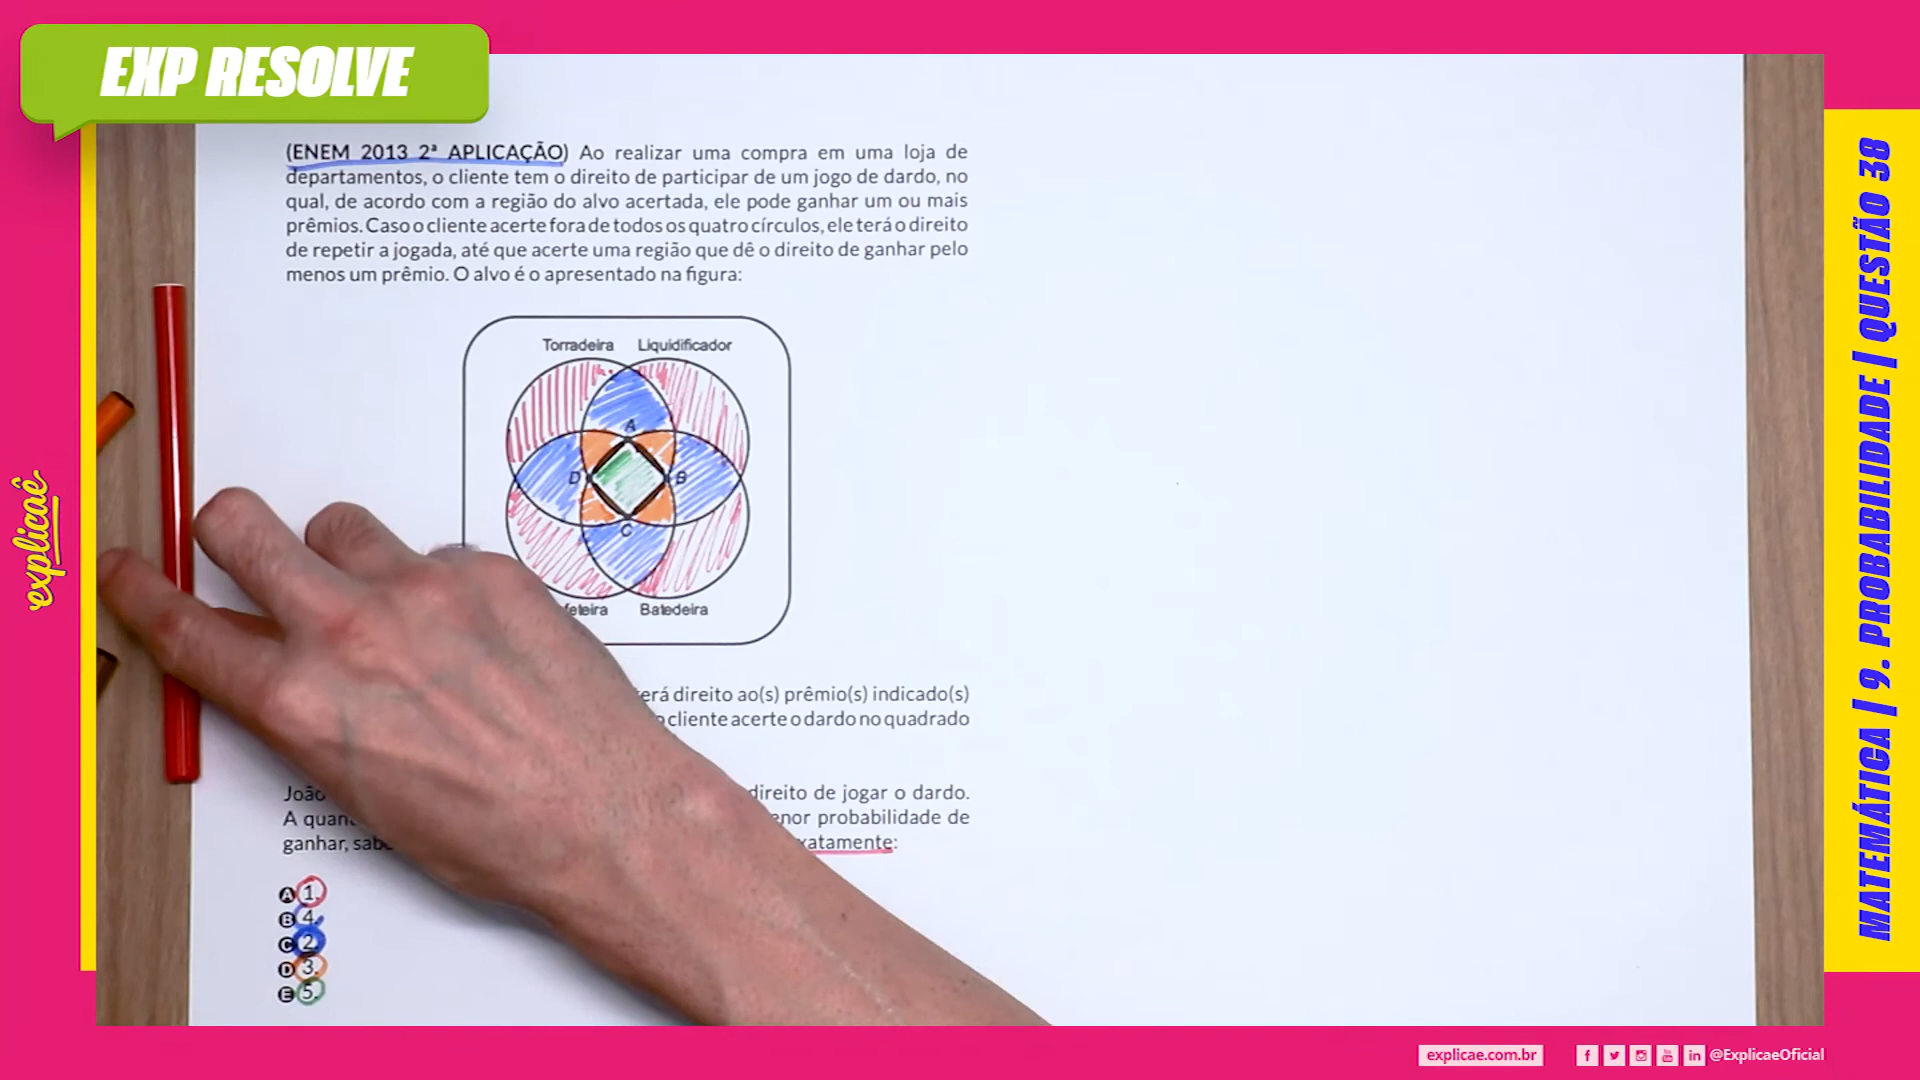 EXP RESOLVE
(ENEM 2013 2ª APLICAÇÃO) Ao realizar uma compra em uma loja de
departamentos, o cliente tem o direito de participar de um jogo de dardo, no
qual, de acordo com a região do alvo acertada, ele pode ganhar um ou mais
prêmios. Caso o cliente acerte fora de todos os quatro círculos, ele terá o direito
de repetir a jogada, até que acerte uma região que dê o direito de ganhar pelo
menos um prêmio. O alvo é o apresentado na figura:
Torradeira Liquidificador
A
D B
C
Batedeira
direito ao(s) prêmio(s) indicado(s)
cliente acerte o dardo no quadrado
João direito de jogar o dardo.
A probabilidade de
ganhar,
A 1.
B 4.
C 2.
D 3.
E 5.
explicaê
MATEMÁTICA | 9. PROBABILIDADE | QUESTÃO 38
explicae.com.br
@ExplicaeOficial